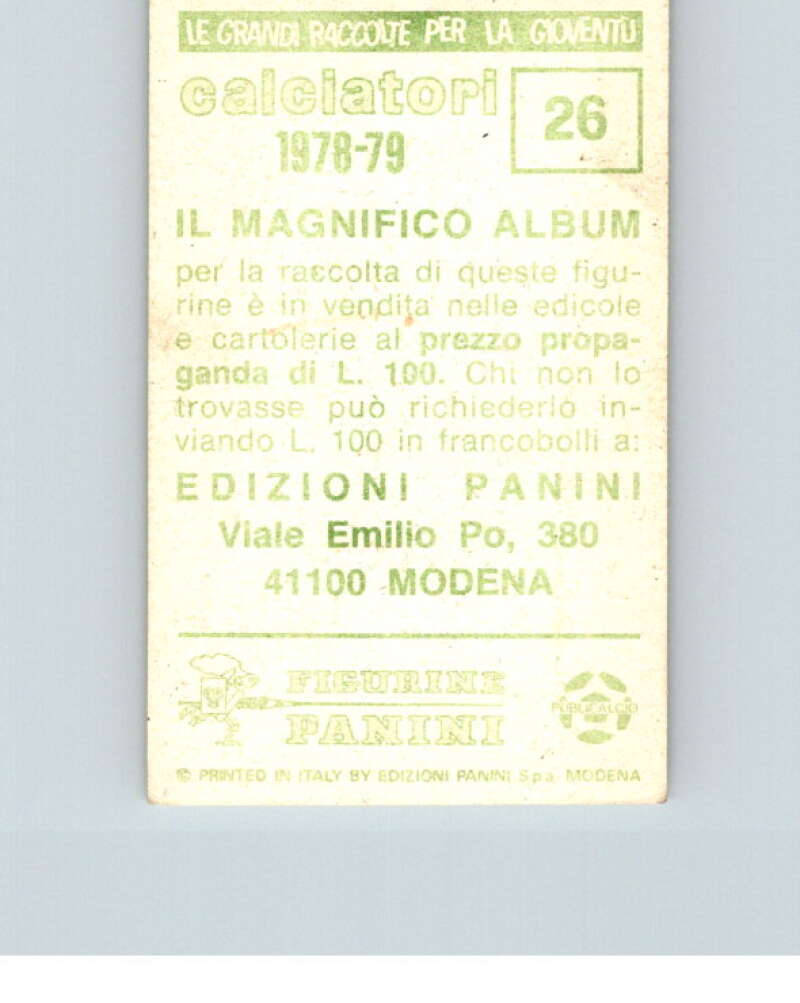 LE GRANDI RACCOLTE PER LA GIOVENTÙ
calciatori
1978-79
26
IL MAGNIFICO ALBUM
per la raccolta di queste figu-
rine è in vendita nelle edicole
e cartolerie al prezzo propa-
ganda di L. 100. Chi non lo
trovasse può richiederlo in-
viando L. 100 in francobolli a:
EDIZIONI PANINI
Viale Emilio Po, 380
41100 MODENA
FIGURINE
PANINI
PUBLICALCIO
© PRINTED IN ITALY BY EDIZIONI PANINI S.p.a. MODENA